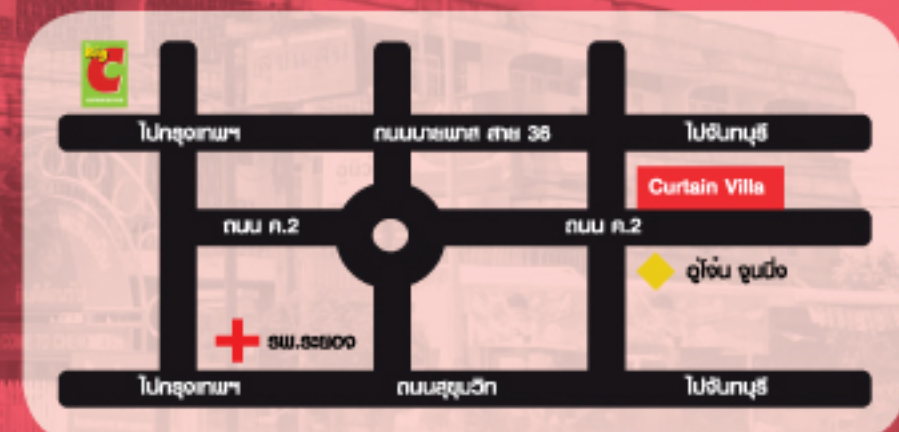 Big C
ไปกรุงเทพฯ ถนนบายพาส สาย 36 ไปจันทบุรี
Curtain Villa
ถนน ค.2 ถนน ค.2
อู่โจ้น จูนนิ่ง
รพ.ระยอง
ไปกรุงเทพฯ ถนนสุขุมวิท ไปจันทบุรี